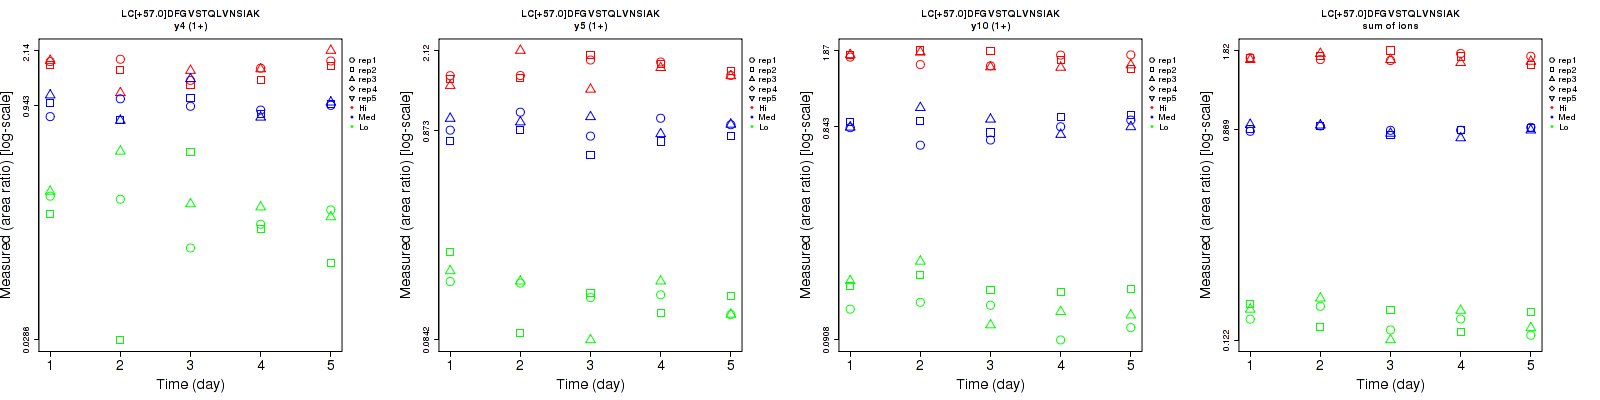 LC[+57.0]DFGVSTQLVNSIAK
y4 (1+)
Measured (area ratio) [log-scale]
2.14
0.943
0.0286
1 2 3 4 5
Time (day)
rep1
rep2
rep3
rep4
rep5
Hi
Med
Lo
LC[+57.0]DFGVSTQLVNSIAK
y5 (1+)
Measured (area ratio) [log-scale]
2.12
0.873
0.0842
1 2 3 4 5
Time (day)
rep1
rep2
rep3
rep4
rep5
Hi
Med
Lo
LC[+57.0]DFGVSTQLVNSIAK
y10 (1+)
Measured (area ratio) [log-scale]
1.87
0.843
0.0908
1 2 3 4 5
Time (day)
rep1
rep2
rep3
rep4
rep5
Hi
Med
Lo
LC[+57.0]DFGVSTQLVNSIAK
sum of ions
Measured (area ratio) [log-scale]
1.82
0.869
0.122
1 2 3 4 5
Time (day)
rep1
rep2
rep3
rep4
rep5
Hi
Med
Lo